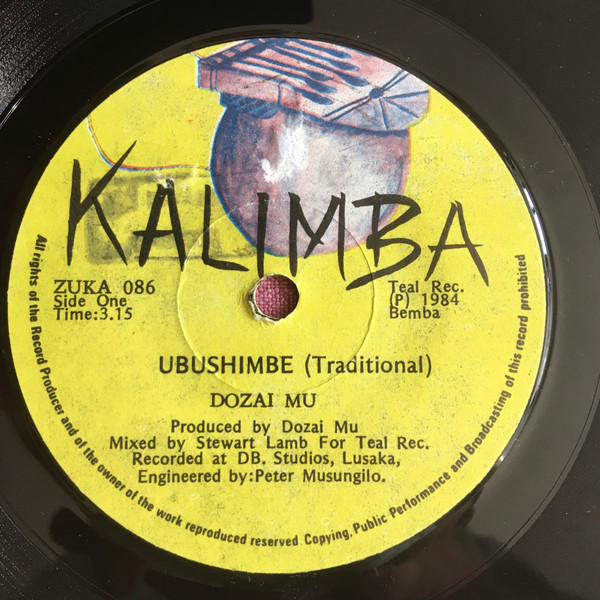 KALIMBA
ZUKA 086
Side One
Time:3.15
Teal Rec.
(P) 1984
Bemba
UBUSHIMBE (Traditional)
DOZAI MU
Produced by Dozai Mu
Mixed by Stewart Lamb For Teal Rec.
Recorded at DB. Studios, Lusaka,
Engineered by:Peter Musungilo.
All rights of the Record Producer and of the owner of the work reproduced reserved. Copying, Public Performance and Broadcasting of this record prohibited